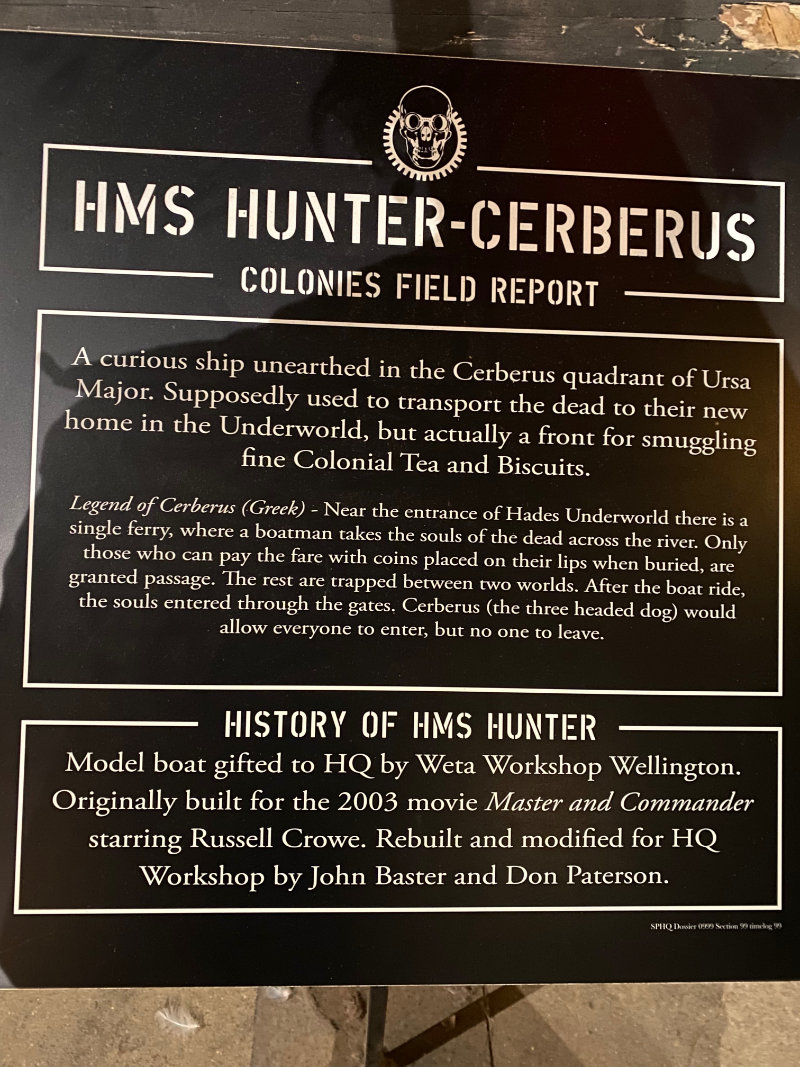 HMS HUNTER-CERBERUS
COLONIES FIELD REPORT
A curious ship unearthed in the Cerberus quadrant of Ursa
Major. Supposedly used to transport the dead to their new
home in the Underworld, but actually a front for smuggling
fine Colonial Tea and Biscuits.
Legend of Cerberus (Greek) - Near the entrance of Hades Underworld there is a
single ferry, where a boatman takes the souls of the dead across the river. Only
those who can pay the fare with coins placed on their lips when buried, are
granted passage. The rest are trapped between two worlds. After the boat ride,
the souls entered through the gates. Cerberus (the three headed dog) would
allow everyone to enter, but no one to leave.
HISTORY OF HMS HUNTER
Model boat gifted to HQ by Weta Workshop Wellington.
Originally built for the 2003 movie Master and Commander
starring Russell Crowe. Rebuilt and modified for HQ
Workshop by John Baster and Don Paterson.
SPHQ Dossier 0999 Section 99 timelog 99